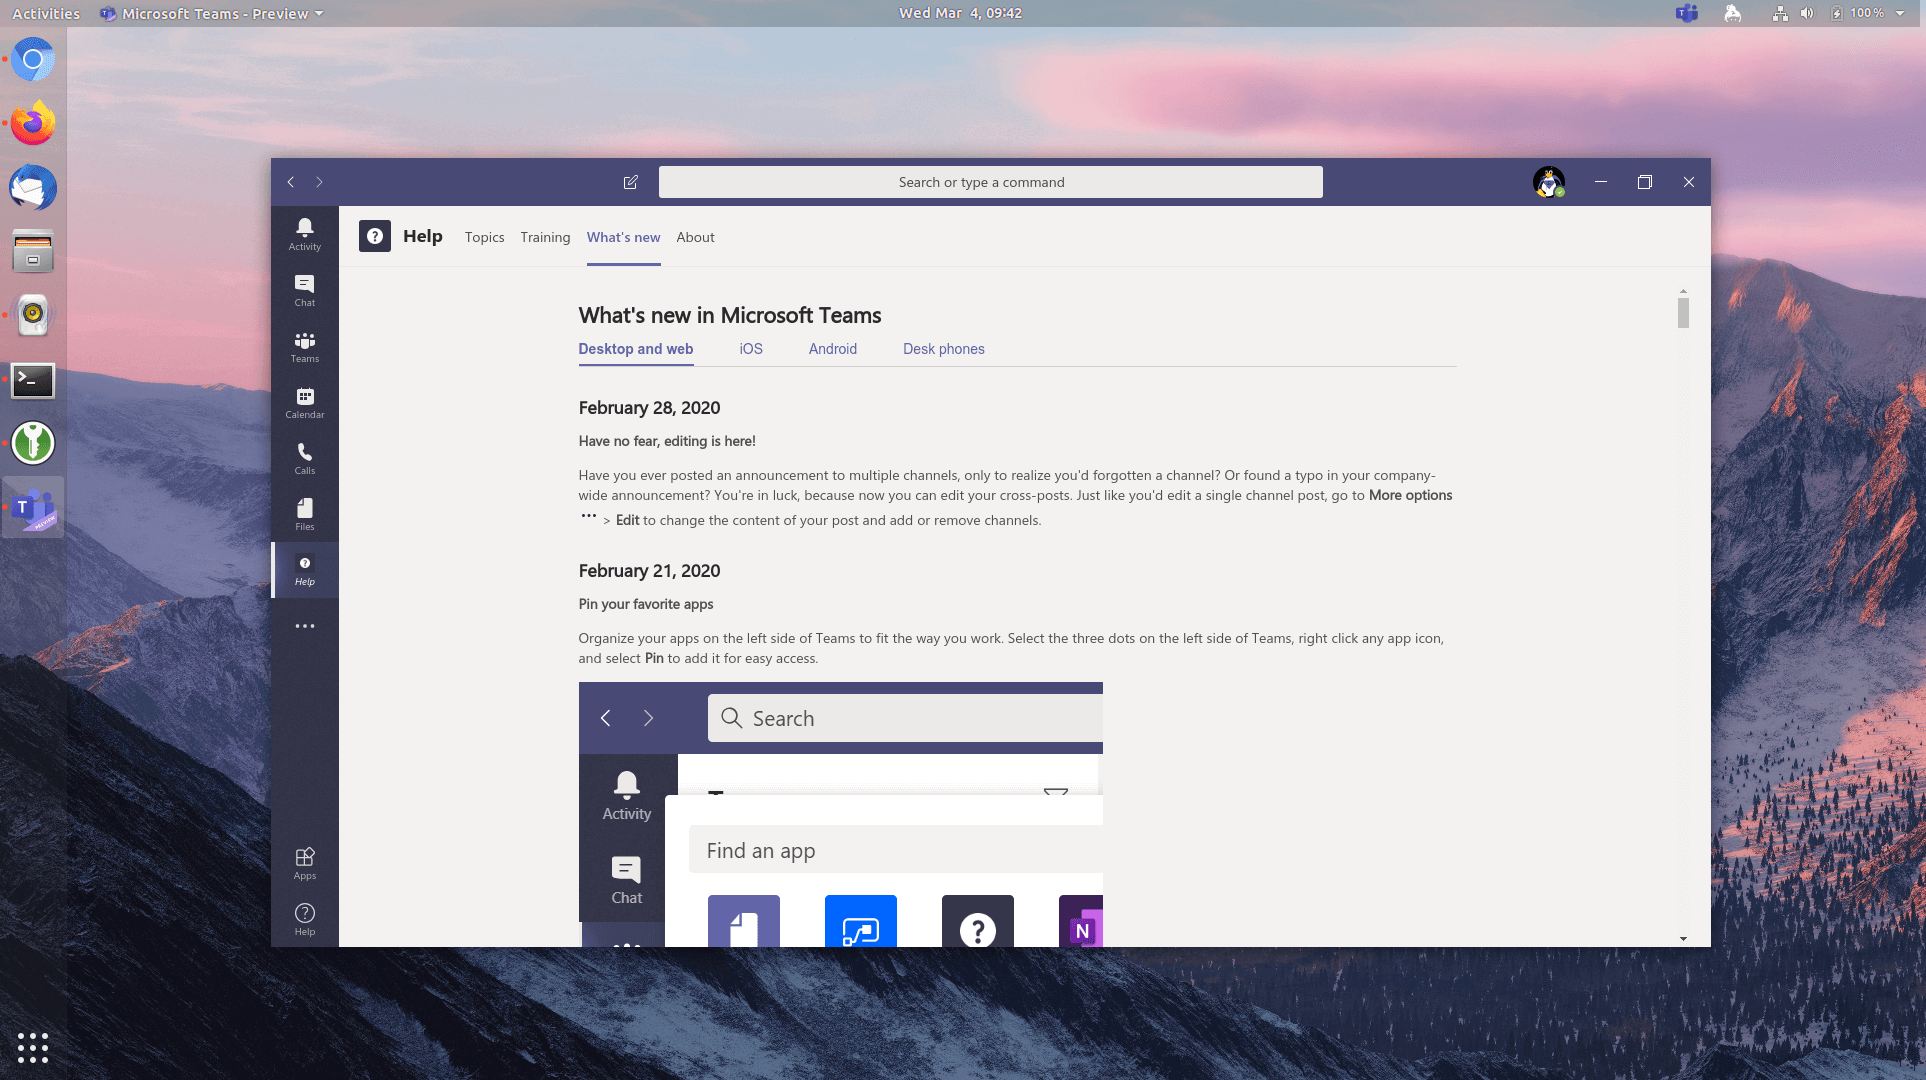 Activities
Microsoft Teams - Preview
Wed Mar 4, 09:42
100%
Search or type a command
Activity
Chat
Teams
Calendar
Calls
Files
Help
Apps
Help
Help
Topics
Training
What's new
About
What's new in Microsoft Teams
Desktop and web
iOS
Android
Desk phones
February 28, 2020
Have no fear, editing is here!
Have you ever posted an announcement to multiple channels, only to realize you'd forgotten a channel? Or found a typo in your company-
wide announcement? You're in luck, because now you can edit your cross-posts. Just like you'd edit a single channel post, go to More options
··· > Edit to change the content of your post and add or remove channels.
February 21, 2020
Pin your favorite apps
Organize your apps on the left side of Teams to fit the way you work. Select the three dots on the left side of Teams, right click any app icon,
and select Pin to add it for easy access.
Search
Activity
Chat
Find an app
N
T
PREVIEW